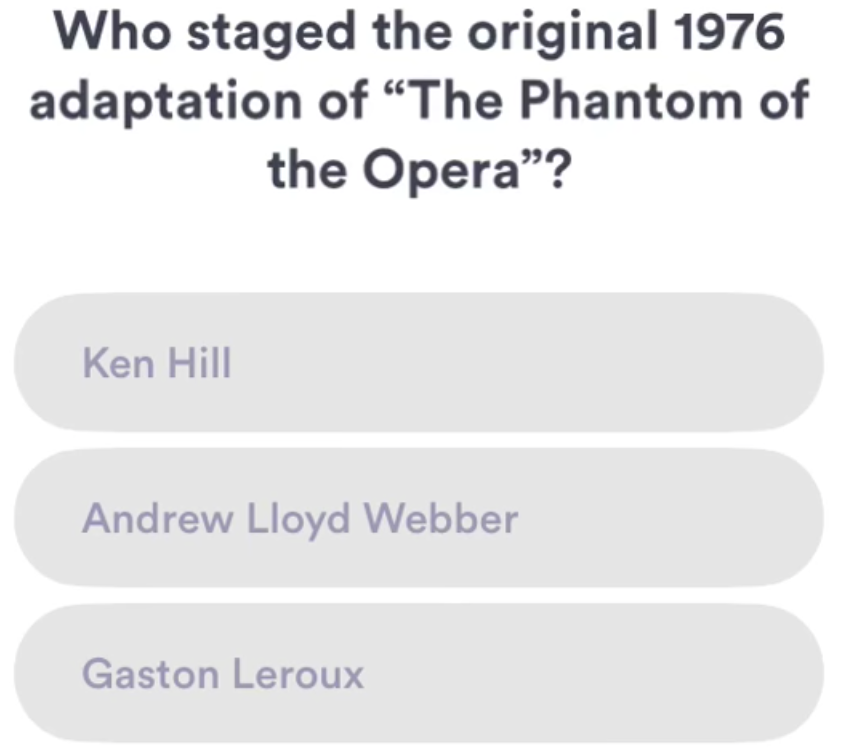 Who staged the original 1976
adaptation of “The Phantom of
the Opera”?
Ken Hill
Andrew Lloyd Webber
Gaston Leroux